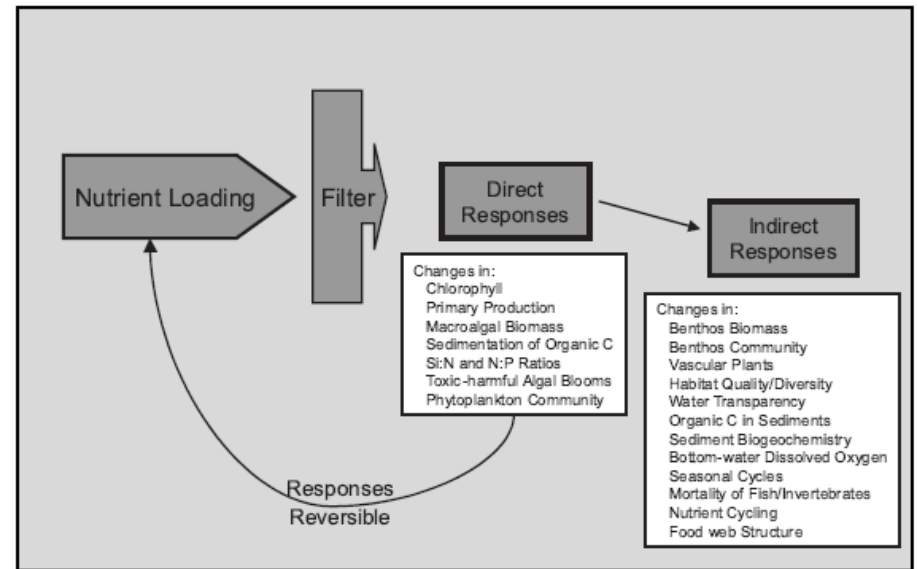 Nutrient Loading
Filter
Direct
Responses
Indirect
Responses
Changes in:
Chlorophyll
Primary Production
Macroalgal Biomass
Sedimentation of Organic C
Si:N and N:P Ratios
Toxic-harmful Algal Blooms
Phytoplankton Community
Changes in:
Benthos Biomass
Benthos Community
Vascular Plants
Habitat Quality/Diversity
Water Transparency
Organic C in Sediments
Sediment Biogeochemistry
Bottom-water Dissolved Oxygen
Seasonal Cycles
Mortality of Fish/Invertebrates
Nutrient Cycling
Food web Structure
Responses
Reversible